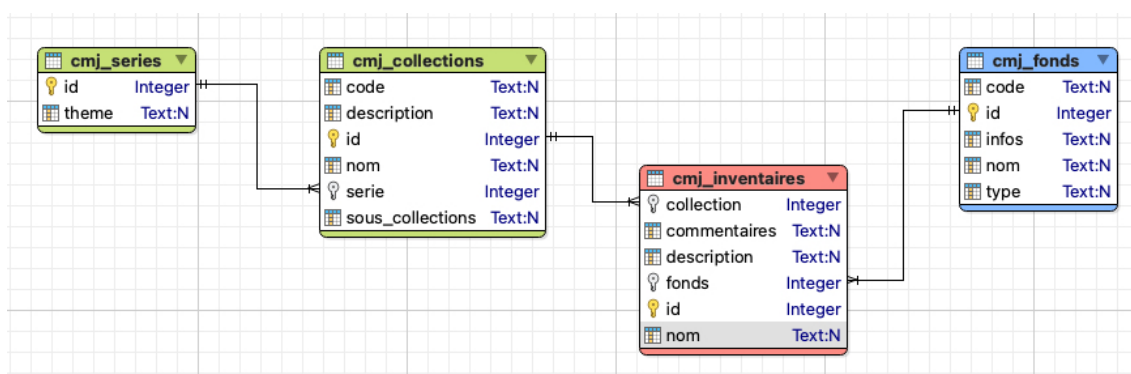 cmj_series
id Integer
theme Text:N
cmj_collections
code Text:N
description Text:N
id Integer
nom Text:N
serie Integer
sous_collections Text:N
cmj_inventaires
collection Integer
commentaires Text:N
description Text:N
fonds Integer
id Integer
nom Text:N
cmj_fonds
code Text:N
id Integer
infos Text:N
nom Text:N
type Text:N